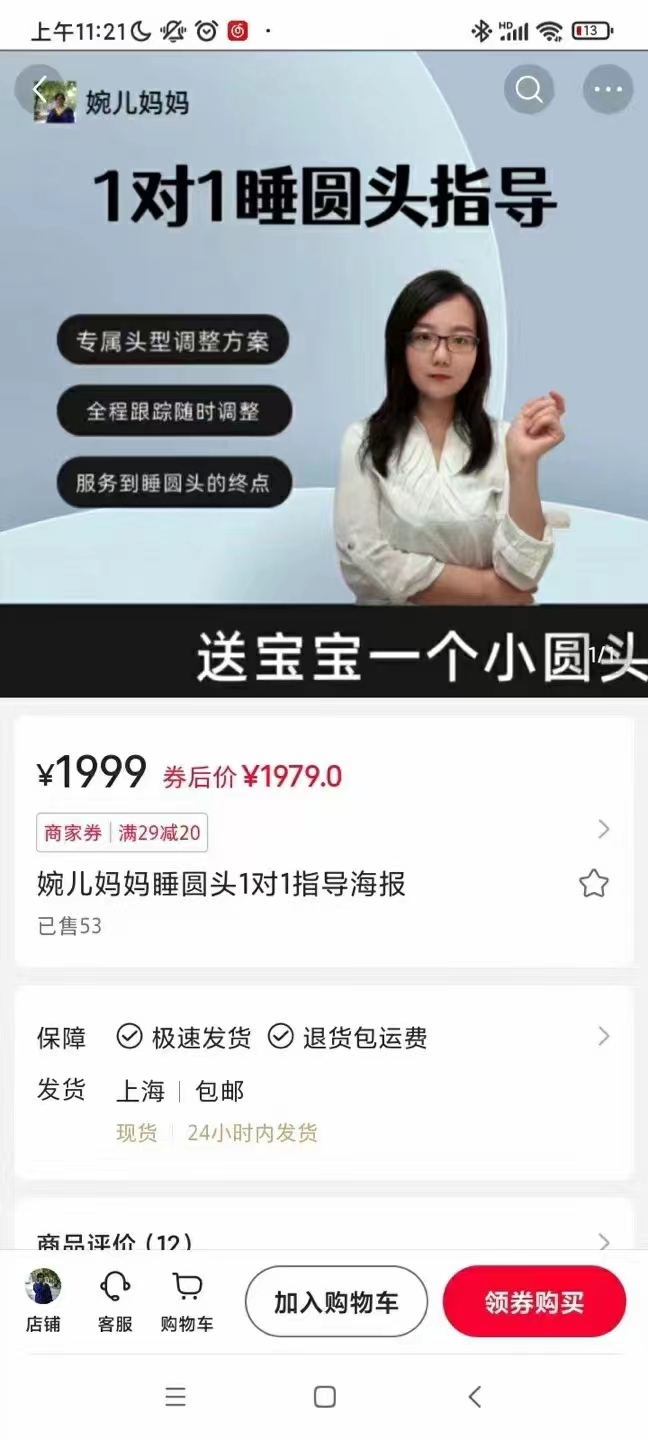 上午11:21
HD
13
婉儿妈妈
1对1睡圆头指导
专属头型调整方案
全程跟踪随时调整
服务到睡圆头的终点
送宝宝一个小圆头
1/1
¥1999 券后价 ¥1979.0
商家券 | 满29减20
婉儿妈妈睡圆头1对1指导海报
已售53
保障 极速发货 退货包运费
发货 上海 | 包邮
现货 | 24小时内发货
商品评价 (12)
店铺 客服 购物车 加入购物车 领券购买